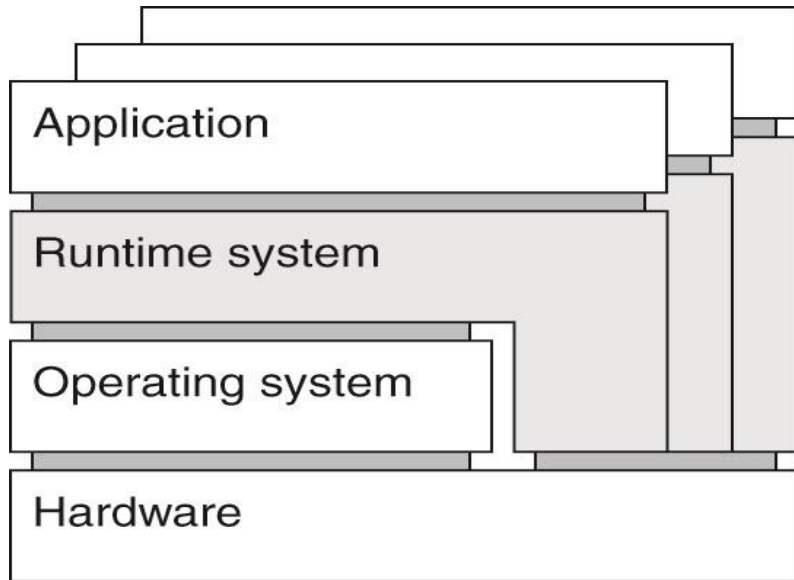 Application
Runtime system
Operating system
Hardware